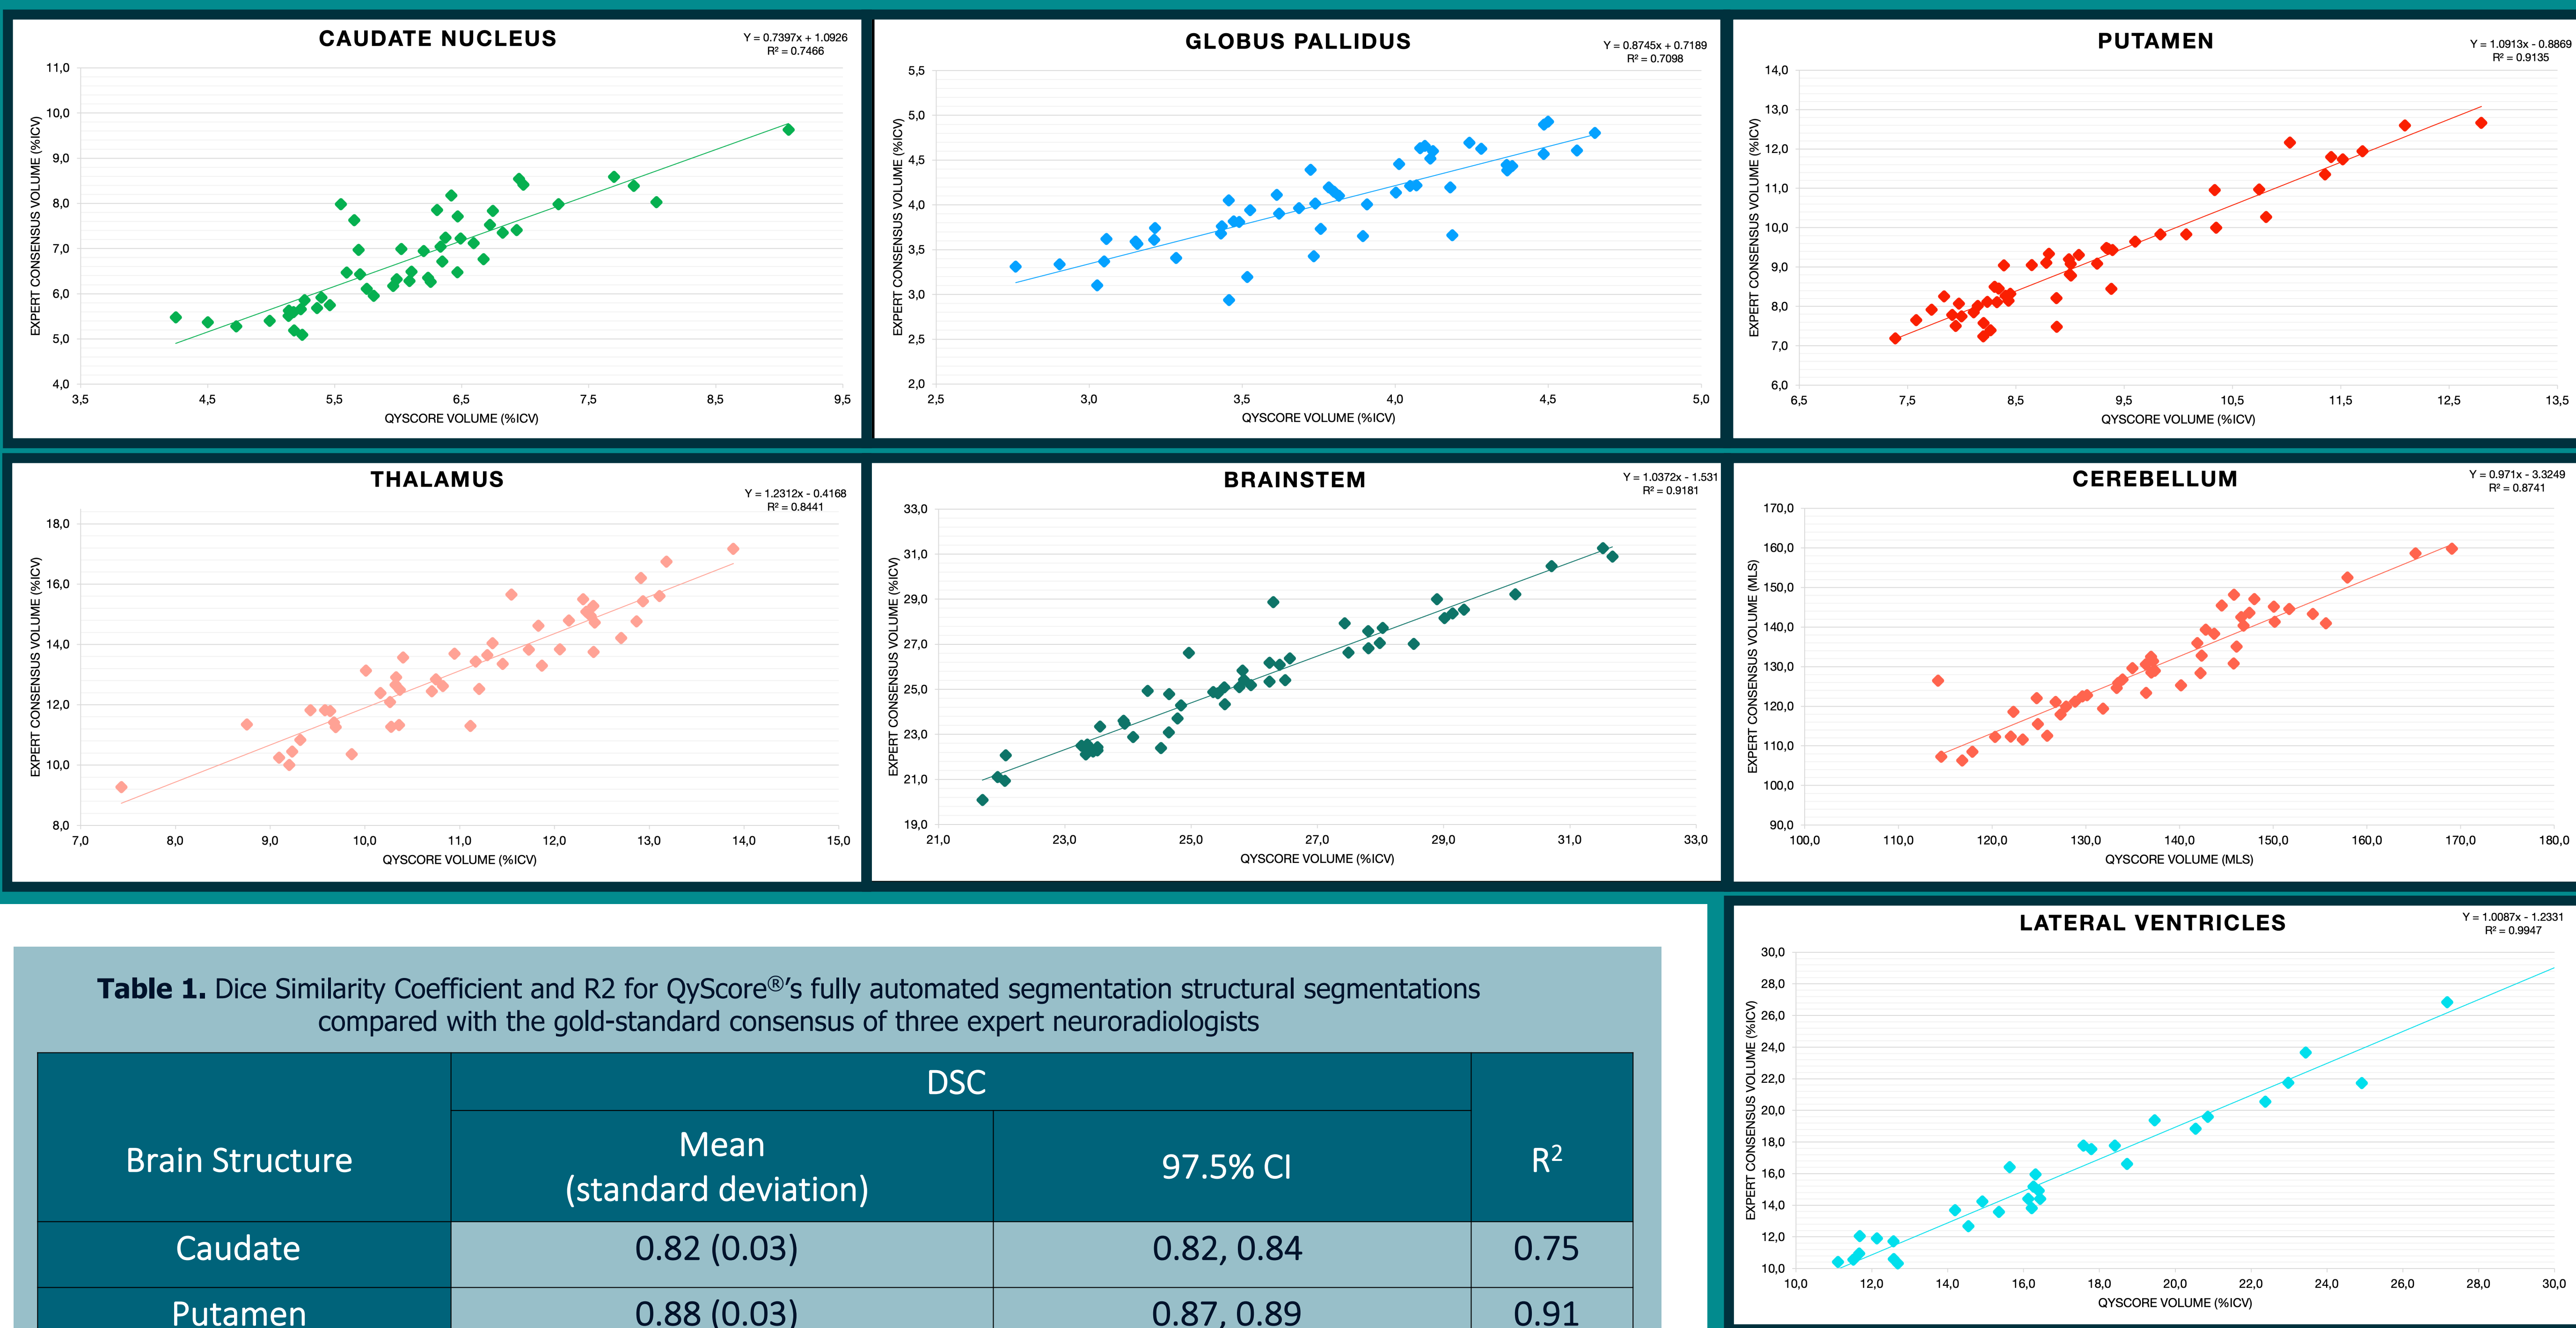 CAUDATE NUCLEUS
Y = 0.7397x + 1.0926
R² = 0.7466
EXPERT CONSENSUS VOLUME (%ICV)
11,0
10,0
9,0
8,0
7,0
6,0
5,0
4,0
3,5 4,5 5,5 6,5 7,5 8,5 9,5
QYSCORE VOLUME (%ICV)
GLOBUS PALLIDUS
Y = 0.8745x + 0.7189
R² = 0.7098
EXPERT CONSENSUS VOLUME (%ICV)
5,5
5,0
4,5
4,0
3,5
3,0
2,5
2,0
2,5 3,0 3,5 4,0 4,5 5,0
QYSCORE VOLUME (%ICV)
PUTAMEN
Y = 1.0913x - 0.8869
R² = 0.9135
EXPERT CONSENSUS VOLUME (%ICV)
14,0
13,0
12,0
11,0
10,0
9,0
8,0
7,0
6,0
6,5 7,5 8,5 9,5 10,5 11,5 12,5 13,5
QYSCORE VOLUME (%ICV)
THALAMUS
Y = 1.2312x - 0.4168
R² = 0.8441
EXPERT CONSENSUS VOLUME (%ICV)
18,0
16,0
14,0
12,0
10,0
8,0
7,0 8,0 9,0 10,0 11,0 12,0 13,0 14,0 15,0
QYSCORE VOLUME (%ICV)
BRAINSTEM
Y = 1.0372x - 1.531
R² = 0.9181
EXPERT CONSENSUS VOLUME (%ICV)
33,0
31,0
29,0
27,0
25,0
23,0
21,0
19,0
21,0 23,0 25,0 27,0 29,0 31,0 33,0
QYSCORE VOLUME (%ICV)
CEREBELLUM
Y = 0.971x - 3.3249
R² = 0.8741
EXPERT CONSENSUS VOLUME (MLS)
170,0
160,0
150,0
140,0
130,0
120,0
110,0
100,0
90,0
100,0 110,0 120,0 130,0 140,0 150,0 160,0 170,0 180,0
QYSCORE VOLUME (MLS)
LATERAL VENTRICLES
Y = 1.0087x - 1.2331
R² = 0.9947
EXPERT CONSENSUS VOLUME (%ICV)
30,0
28,0
26,0
24,0
22,0
20,0
18,0
16,0
14,0
12,0
10,0
10,0 12,0 14,0 16,0 18,0 20,0 22,0 24,0 26,0 28,0 30,0
QYSCORE VOLUME (%ICV)
Table 1. Dice Similarity Coefficient and R2 for QyScore®’s fully automated segmentation structural segmentations
compared with the gold-standard consensus of three expert neuroradiologists
Brain Structure
DSC
R²
Mean
(standard deviation)
97.5% CI
Caudate 0.82 (0.03) 0.82, 0.84 0.75
Putamen 0.88 (0.03) 0.87, 0.89 0.91